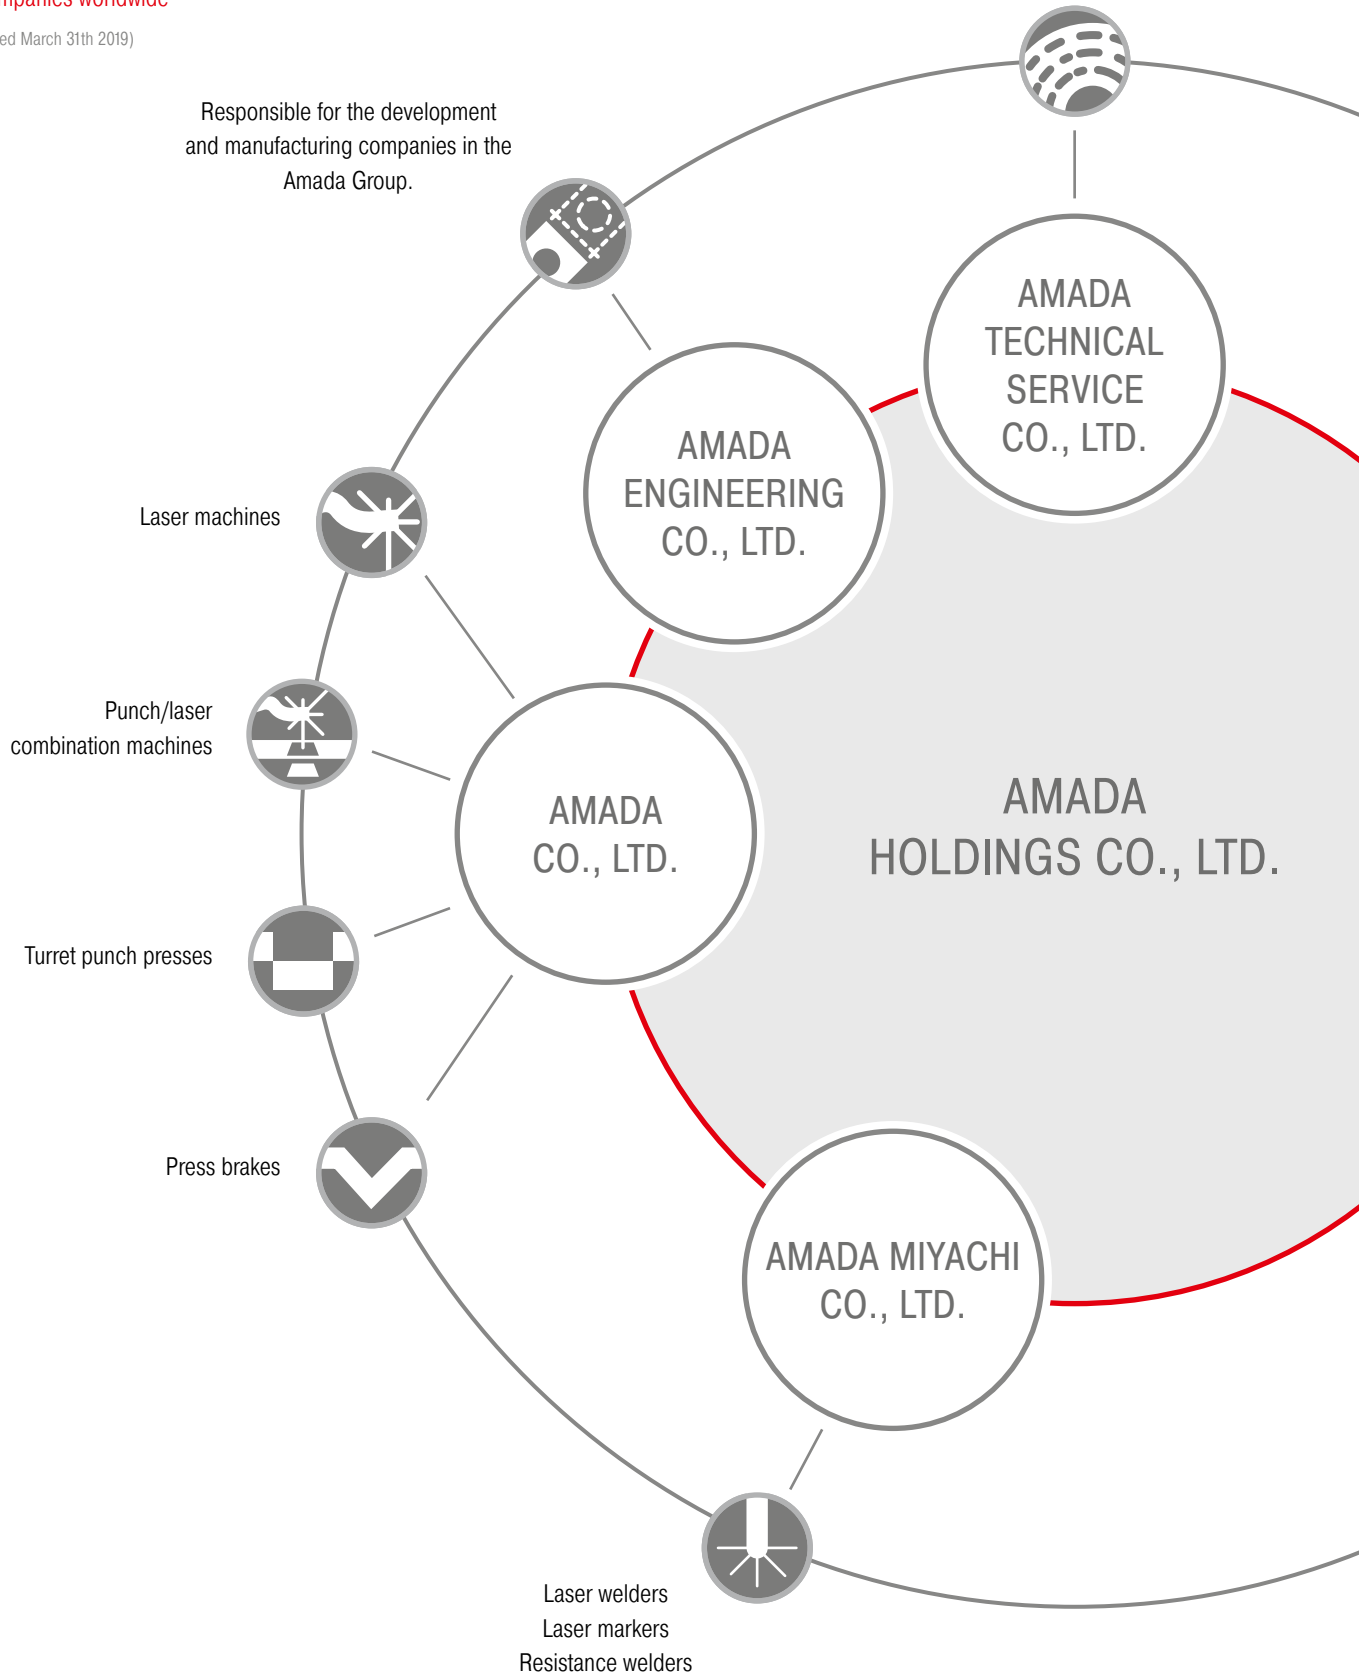 companies worldwide
March 31th 2019)
Responsible for the development
and manufacturing companies in the
Amada Group.
AMADA
TECHNICAL
SERVICE
CO., LTD.
AMADA
ENGINEERING
CO., LTD.
Laser machines
Punch/laser
combination machines
AMADA
CO., LTD.
AMADA
HOLDINGS CO., LTD.
Turret punch presses
Press brakes
AMADA MIYACHI
CO., LTD.
Laser welders
Laser markers
Resistance welders